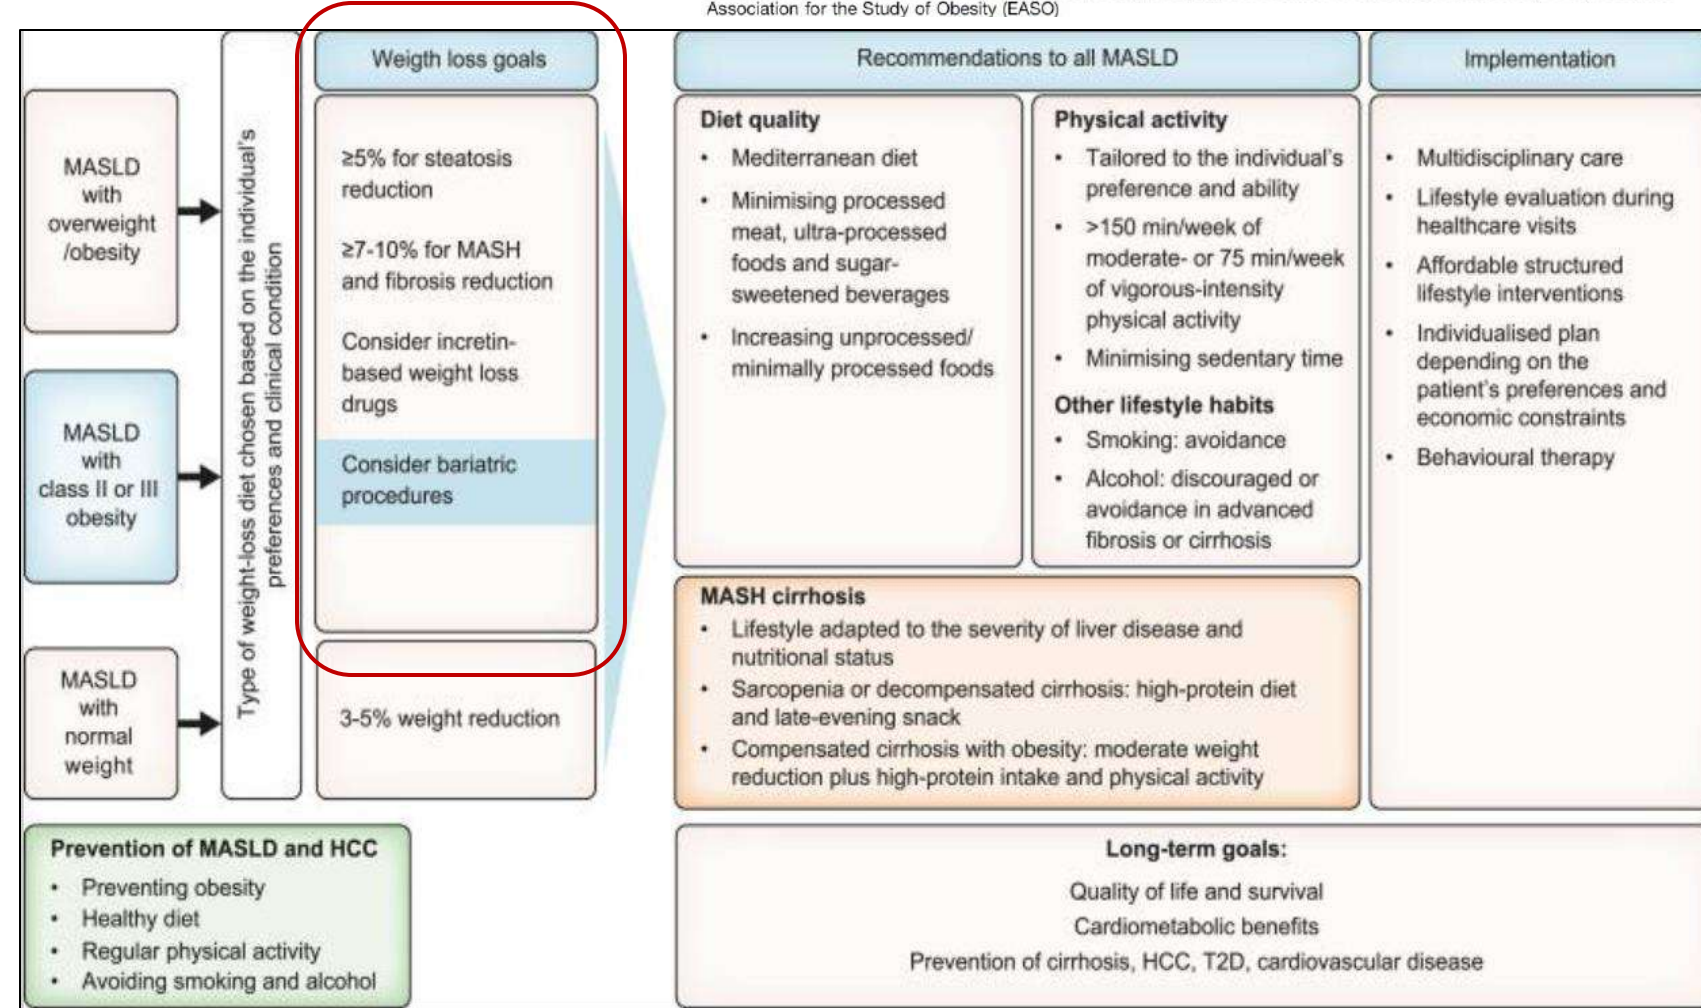 Association for the Study of Obesity (EASO)
MASLD
with
overweight
/obesity
MASLD
with
class II or III
obesity
MASLD
with
normal
weight
Type of weight-loss diet chosen based on the individual's
preferences and clinical condition
Weigth loss goals
≥5% for steatosis
reduction
≥7-10% for MASH
and fibrosis reduction
Consider incretin-
based weight loss
drugs
Consider bariatric
procedures
3-5% weight reduction
Recommendations to all MASLD
Diet quality
• Mediterranean diet
• Minimising processed
meat, ultra-processed
foods and sugar-
sweetened beverages
• Increasing unprocessed/
minimally processed foods
Physical activity
• Tailored to the individual's
preference and ability
• >150 min/week of
moderate- or 75 min/week
of vigorous-intensity
physical activity
• Minimising sedentary time
Other lifestyle habits
• Smoking: avoidance
• Alcohol: discouraged or
avoidance in advanced
fibrosis or cirrhosis
MASH cirrhosis
• Lifestyle adapted to the severity of liver disease and
nutritional status
• Sarcopenia or decompensated cirrhosis: high-protein diet
and late-evening snack
• Compensated cirrhosis with obesity: moderate weight
reduction plus high-protein intake and physical activity
Implementation
• Multidisciplinary care
• Lifestyle evaluation during
healthcare visits
• Affordable structured
lifestyle interventions
• Individualised plan
depending on the
patient's preferences and
economic constraints
• Behavioural therapy
Prevention of MASLD and HCC
• Preventing obesity
• Healthy diet
• Regular physical activity
• Avoiding smoking and alcohol
Long-term goals:
Quality of life and survival
Cardiometabolic benefits
Prevention of cirrhosis, HCC, T2D, cardiovascular disease